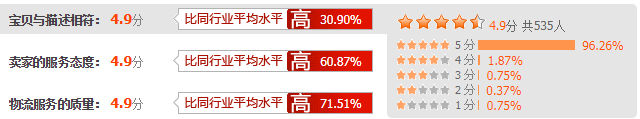 宝贝与描述相符： 4.9分 比同行业平均水平 高 30.90%
卖家的服务态度： 4.9分 比同行业平均水平 高 60.87%
物流服务的质量： 4.9分 比同行业平均水平 高 71.51%
4.9分 共535人
5分 96.26%
4分 1.87%
3分 0.75%
2分 0.37%
1分 0.75%